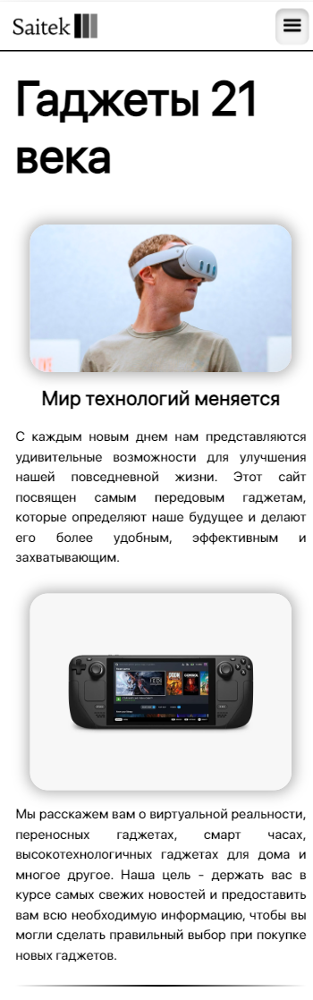 Saitek
Гаджеты 21
века
Мир технологий меняется
С каждым новым днем нам представляются
удивительные возможности для улучшения
нашей повседневной жизни. Этот сайт
посвящен самым передовым гаджетам,
которые определяют наше будущее и делают
его более удобным, эффективным и
захватывающим.
Мы расскажем вам о виртуальной реальности,
переносных гаджетах, смарт часах,
высокотехнологичных гаджетах для дома и
многое другое. Наша цель - держать вас в
курсе самых свежих новостей и предоставить
вам всю необходимую информацию, чтобы вы
могли сделать правильный выбор при покупке
новых гаджетов.